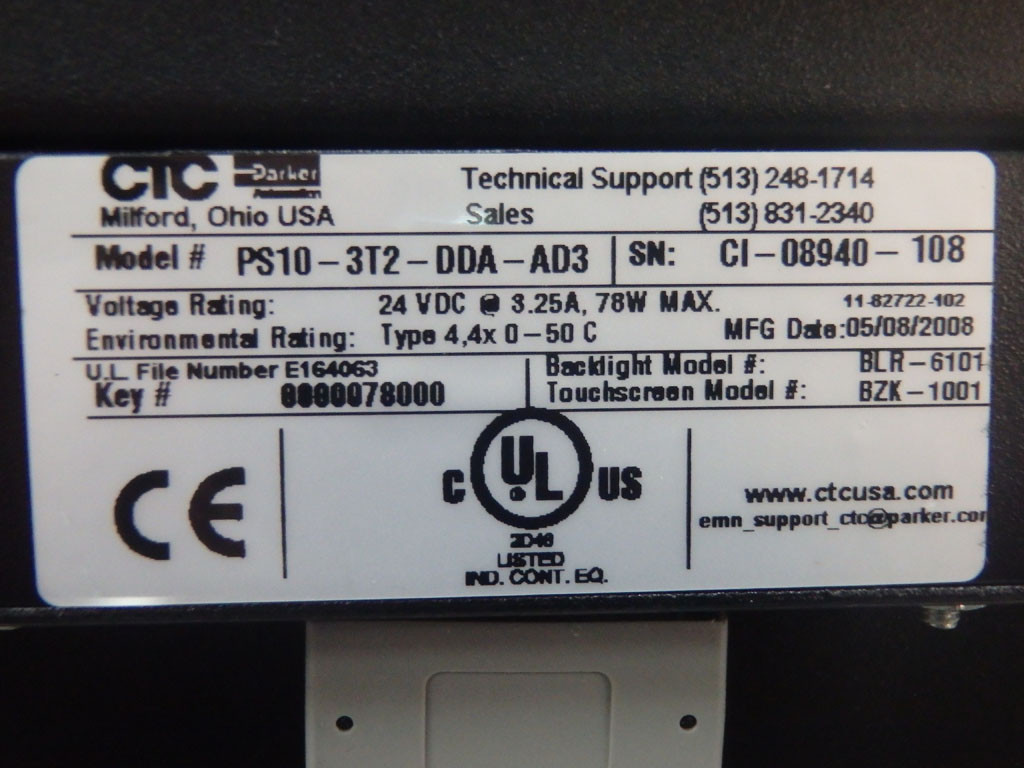 CTC Parker Automation Technical Support (513) 248-1714
Milford, Ohio USA Sales (513) 831-2340
Model # PS10-3T2-DDA-AD3 SN: CI-08940-108
Voltage Rating: 24 VDC @ 3.25A, 78W MAX. 11-82722-102
Environmental Rating: Type 4,4x 0-50 C MFG Date:05/08/2008
U.L. File Number E164063 Backlight Model #: BLR-6101
Key # Touchscreen Model #: BZK-1001
CE
C UL US
www.ctcusa.com
emn_support_ctc@parker.com
2D46
LISTED
IND. CONT. EQ.